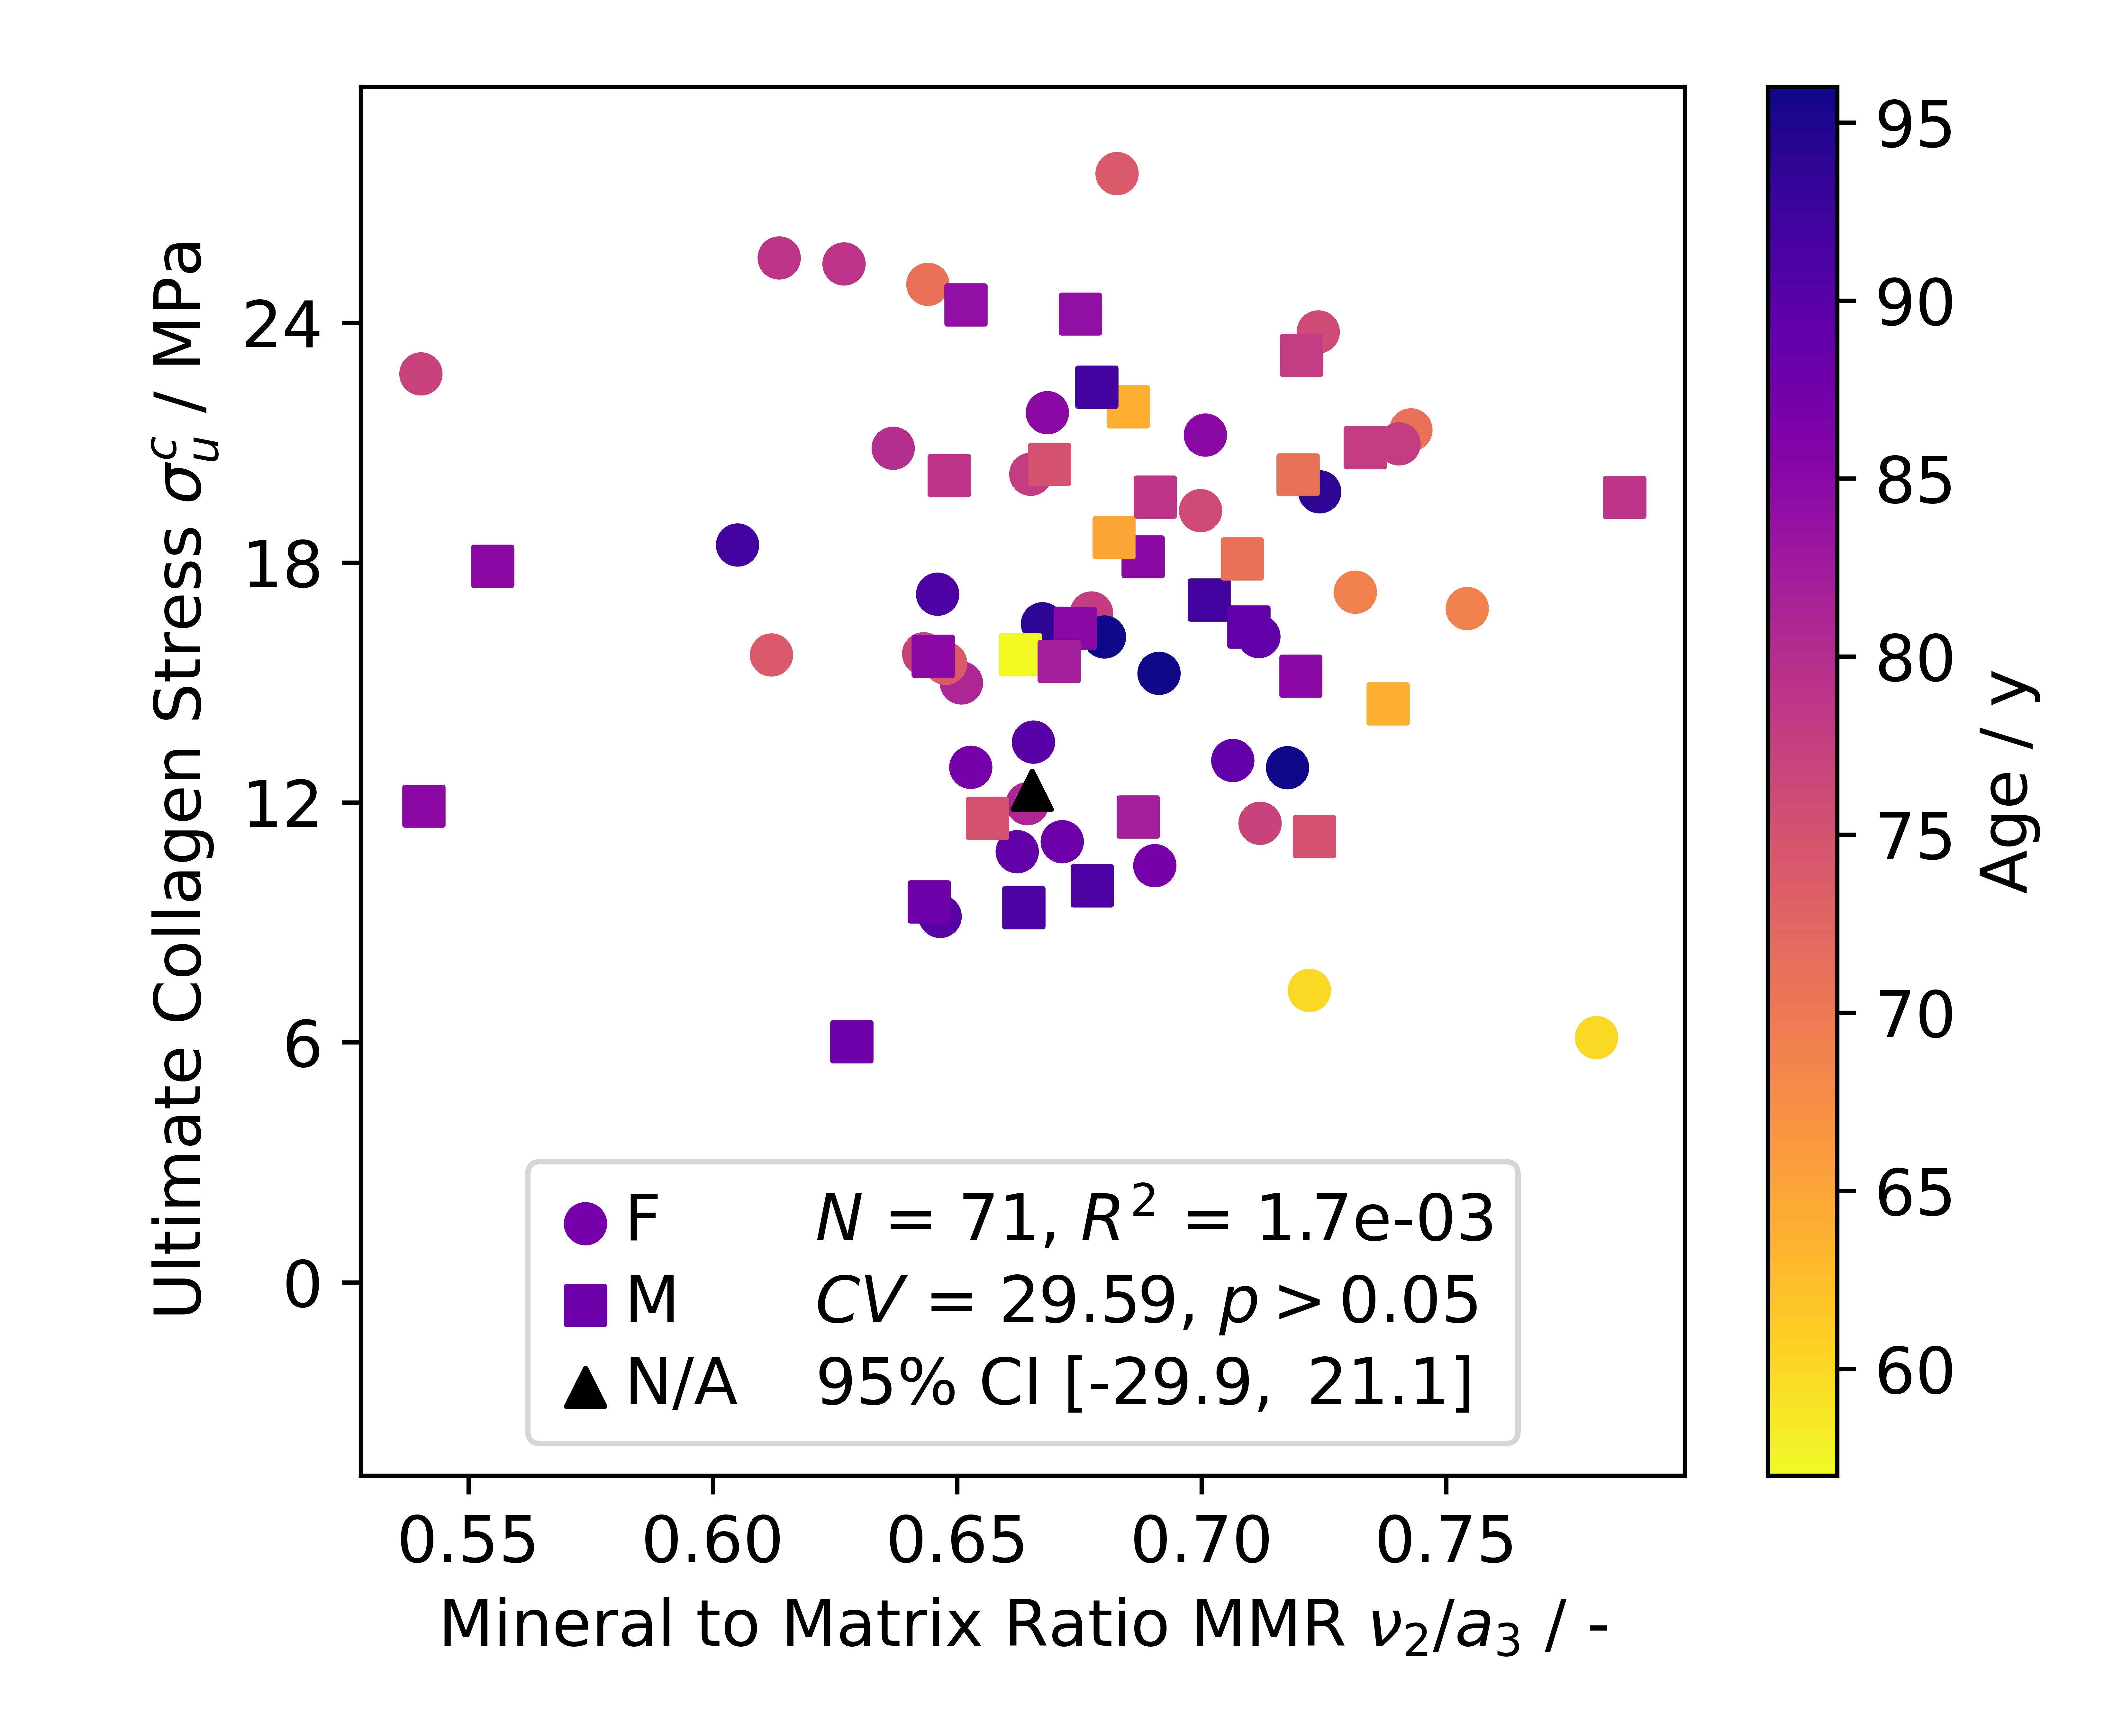 Ultimate Collagen Stress σᶜᵤ / MPa
24
18
12
6
0
F
M
N/A
N = 71, R² = 1.7e-03
CV = 29.59, p > 0.05
95% CI [-29.9, 21.1]
0.55 0.60 0.65 0.70 0.75
Mineral to Matrix Ratio MMR ν₂/a₃ / -
95
90
85
80
75
70
65
60
Age / y